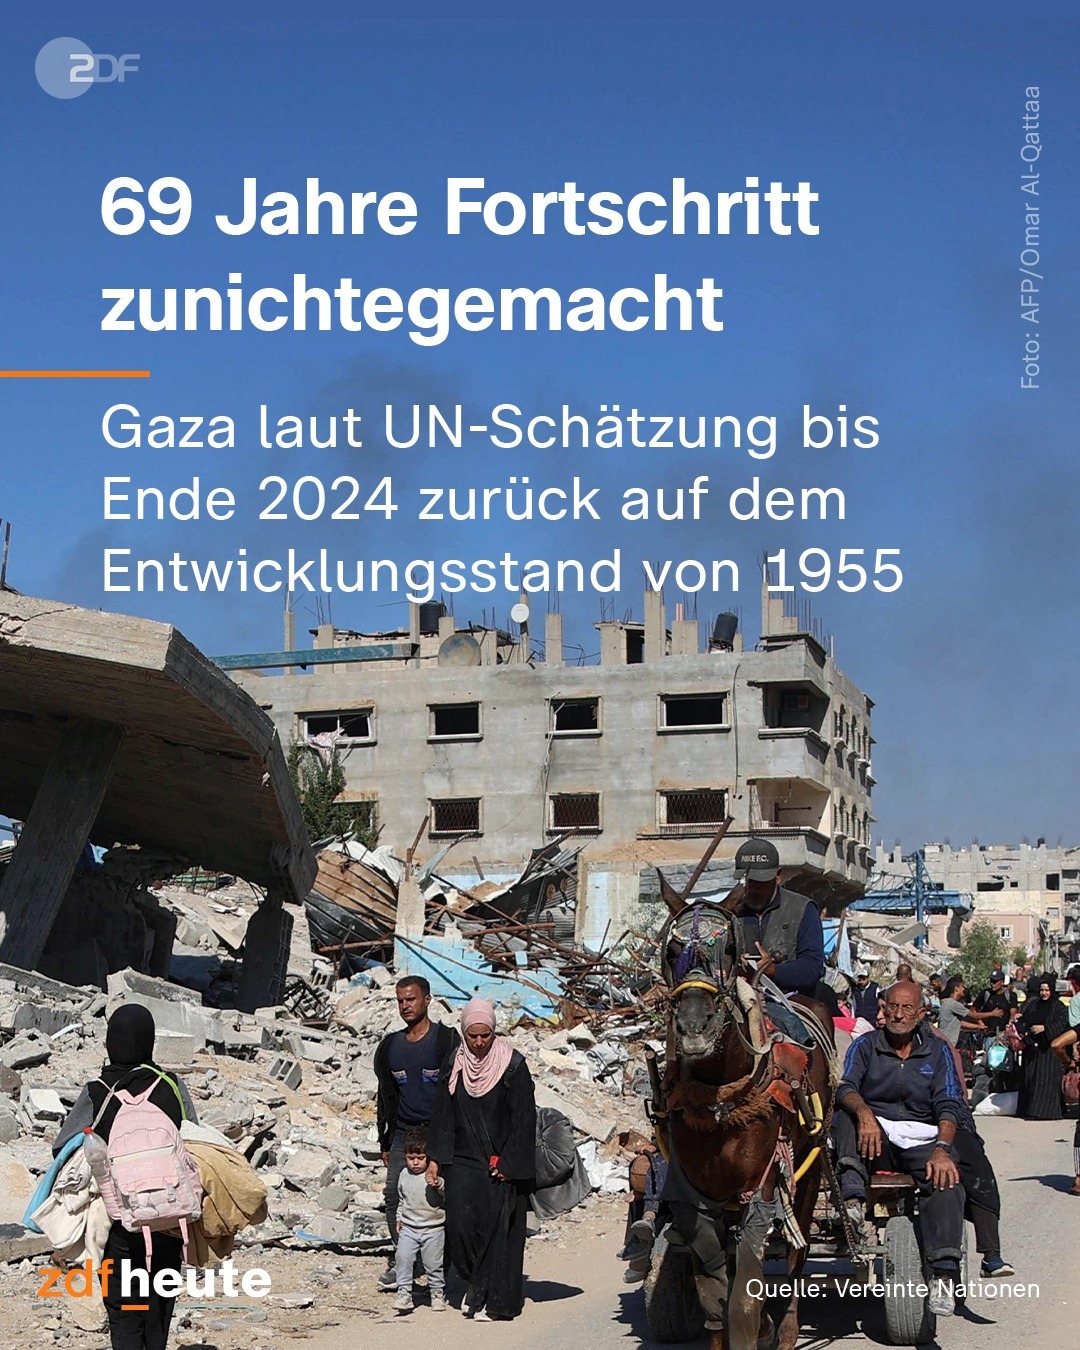 ZDF
Foto: AFP/Omar Al-Qattaa
69 Jahre Fortschritt
zunichtegemacht
Gaza laut UN-Schätzung bis
Ende 2024 zurück auf dem
Entwicklungsstand von 1955
NIKE F.C.
zdfheute
Quelle: Vereinte Nationen